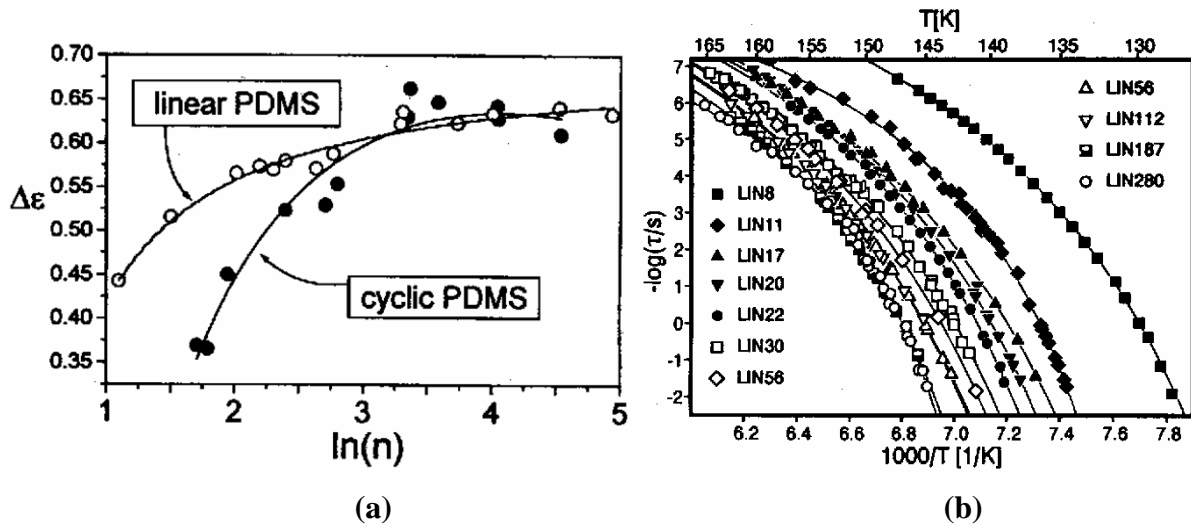 0.70
0.65
0.60
0.55
0.50
0.45
0.40
0.35
Δε
linear PDMS
cyclic PDMS
1 2 3 4 5
ln(n)
(a)
T[K]
165 160 155 150 145 140 135 130
7
6
5
4
3
2
1
0
-1
-2
-log(τ/s)
LIN8
LIN11
LIN17
LIN20
LIN22
LIN30
LIN56
LIN56
LIN112
LIN187
LIN280
6.2 6.4 6.6 6.8 7.0 7.2 7.4 7.6 7.8
1000/T [1/K]
(b)